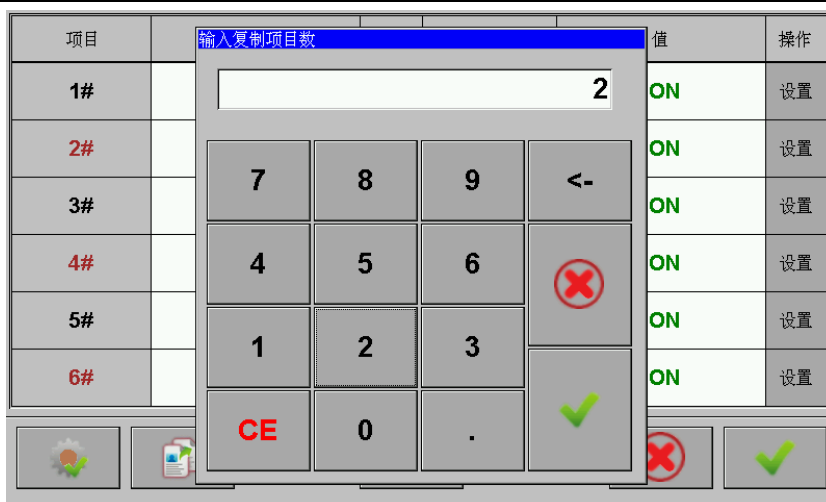 项目 值 操作
输入复制项目数
2
1# ON 设置
2# ON 设置
3# ON 设置
4# ON 设置
5# ON 设置
6# ON 设置
7 8 9 <-
4 5 6
1 2 3
CE 0 .